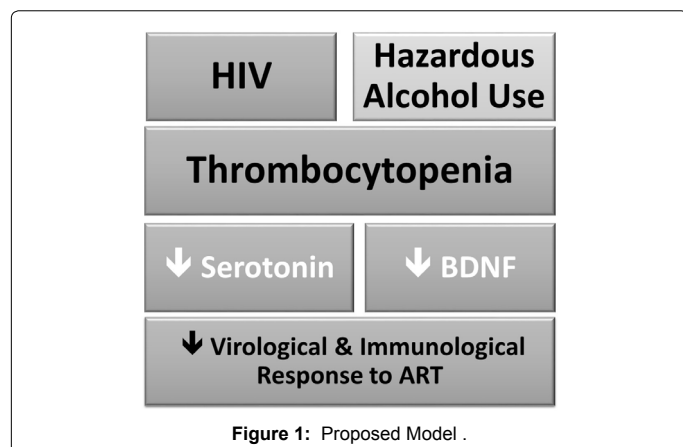 HIV
Hazardous
Alcohol Use
Thrombocytopenia
↓ Serotonin
↓ BDNF
↓ Virological & Immunological
Response to ART
Figure 1: Proposed Model .